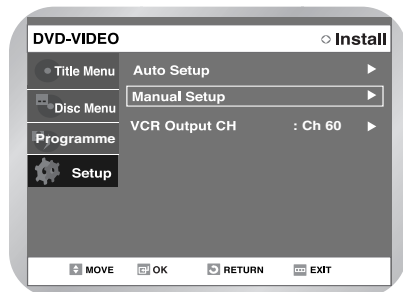 DVD-VIDEO Install
Title Menu
Disc Menu
Programme
Setup
Auto Setup
Manual Setup
VCR Output CH : Ch 60
MOVE OK RETURN EXIT